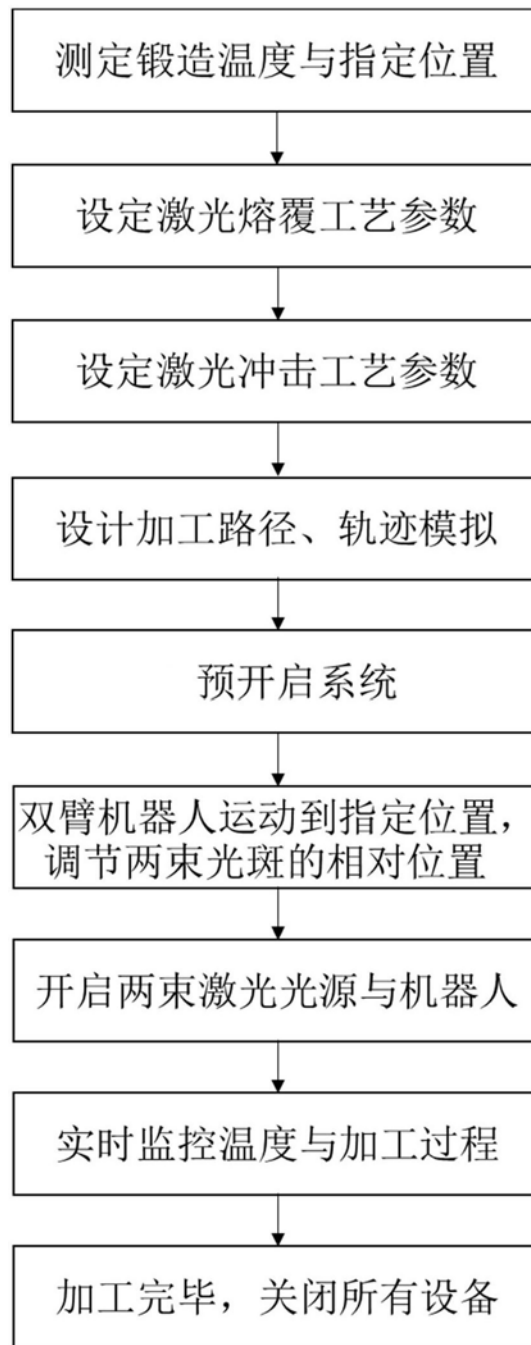 测定锻造温度与指定位置
设定激光熔覆工艺参数
设定激光冲击工艺参数
设计加工路径、轨迹模拟
预开启系统
双臂机器人运动到指定位置，
调节两束光斑的相对位置
开启两束激光光源与机器人
实时监控温度与加工过程
加工完毕，关闭所有设备